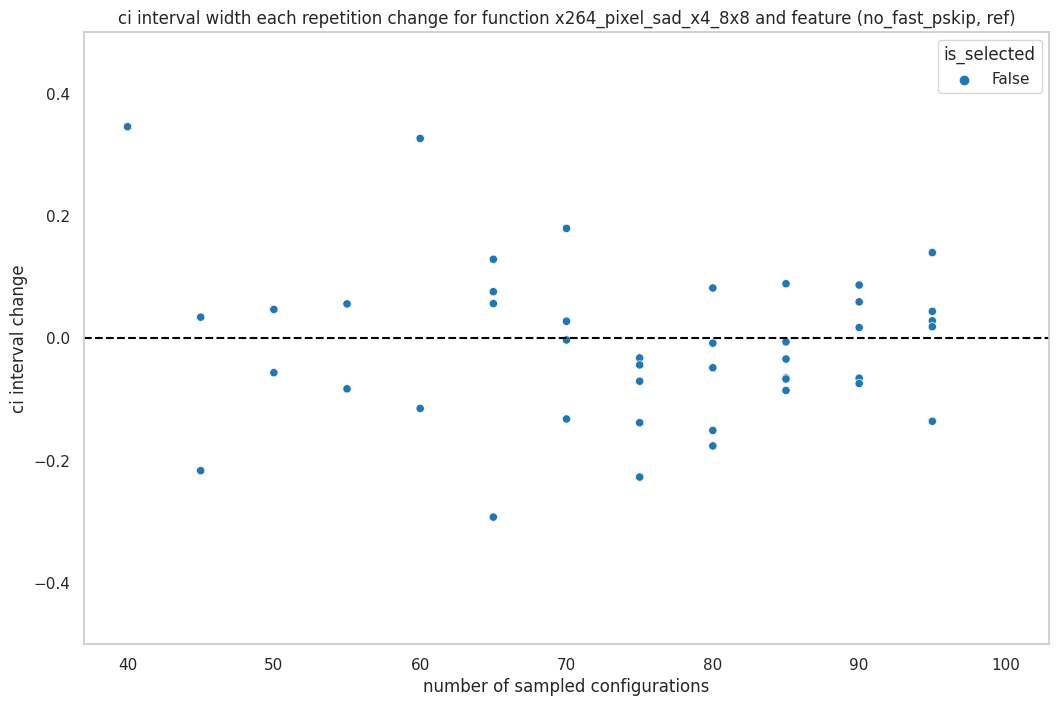 ci interval width each repetition change for function x264_pixel_sad_x4_8x8 and feature (no_fast_pskip, ref)
is_selected
False
ci interval change
0.4
0.2
0.0
−0.2
−0.4
40 50 60 70 80 90 100
number of sampled configurations